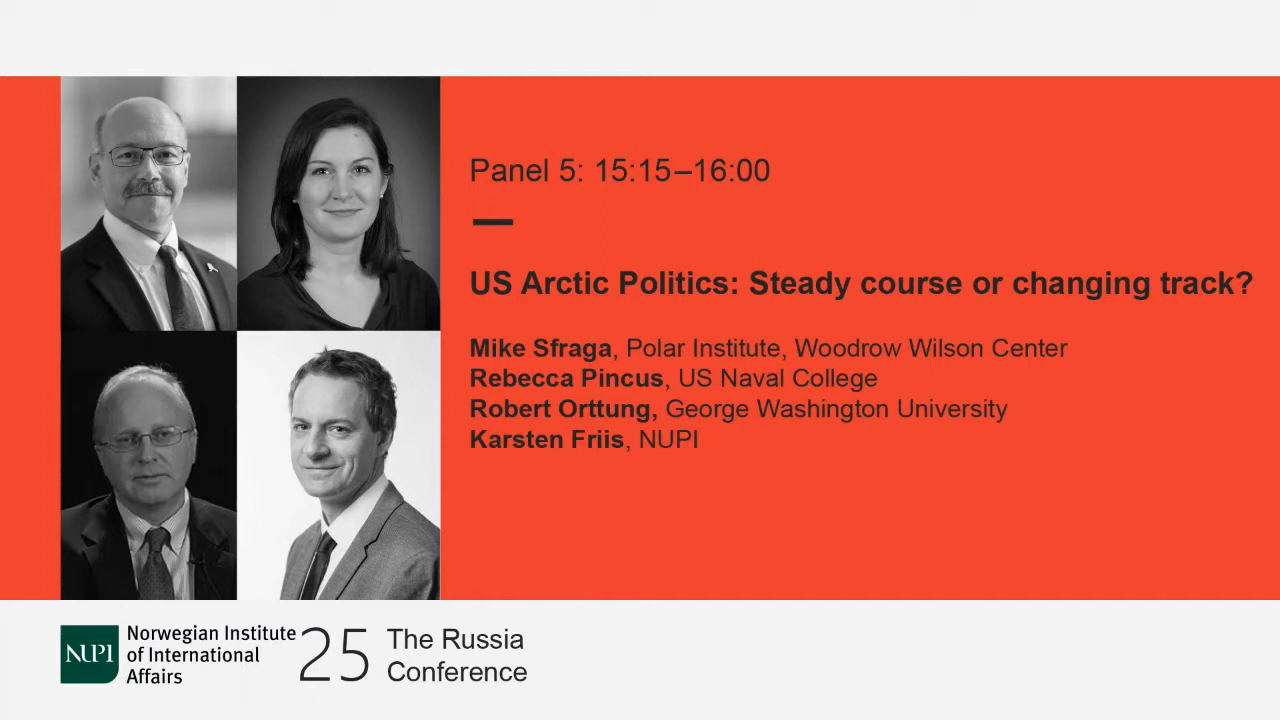 Panel 5: 15:15–16:00
US Arctic Politics: Steady course or changing track?
Mike Sfraga, Polar Institute, Woodrow Wilson Center
Rebecca Pincus, US Naval College
Robert Orttung, George Washington University
Karsten Friis, NUPI
NUPI
Norwegian Institute
of International
Affairs
25
The Russia
Conference